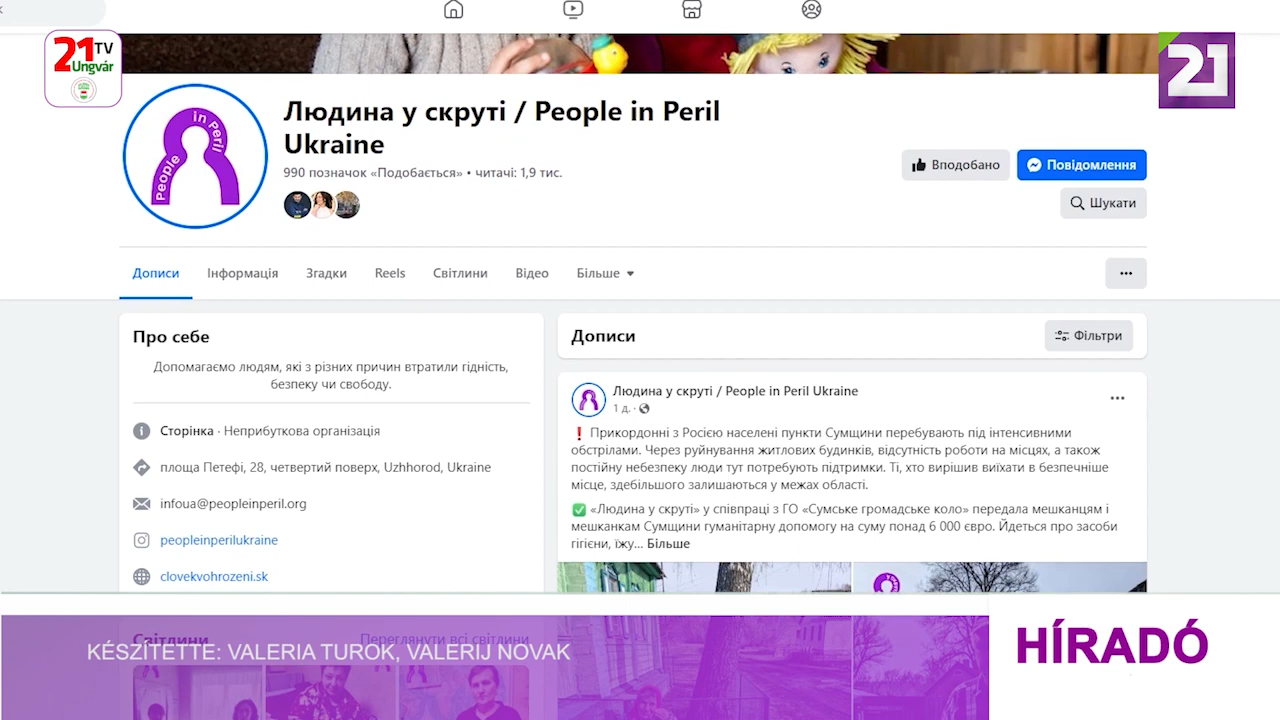 21 TV
Ungvár
21
in Peril
People
Людина у скруті / People in Peril
Ukraine
990 позначок «Подобається» • читачі: 1,9 тис.
Вподобано
Повідомлення
Шукати
Дописи
Інформація
Згадки
Reels
Світлини
Відео
Більше
Про себе
Допомагаємо людям, які з різних причин втратили гідність,
безпеку чи свободу.
Сторінка · Неприбуткова організація
площа Петефі, 28, четвертий поверх, Uzhhorod, Ukraine
infoua@peopleinperil.org
peopleinperilukraine
clovekvohrozeni.sk
Дописи
Фільтри
Людина у скруті / People in Peril Ukraine
1 д. ·
❗ Прикордонні з Росією населені пункти Сумщини перебувають під інтенсивними
обстрілами. Через руйнування житлових будинків, відсутність роботи на місцях, а також
постійну небезпеку люди тут потребують підтримки. Ті, хто вирішив виїхати в безпечніше
місце, здебільшого залишаються у межах області.
✅ «Людина у скруті» у співпраці з ГО «Сумське громадське коло» передала мешканцям і
мешканкам Сумщини гуманітарну допомогу на суму понад 6 000 євро. Йдеться про засоби
гігієни, їжу... Більше
Світлини
Переглянути всі світлини
KÉSZÍTETTE: VALERIA TUROK, VALERIJ NOVAK
HÍRADÓ